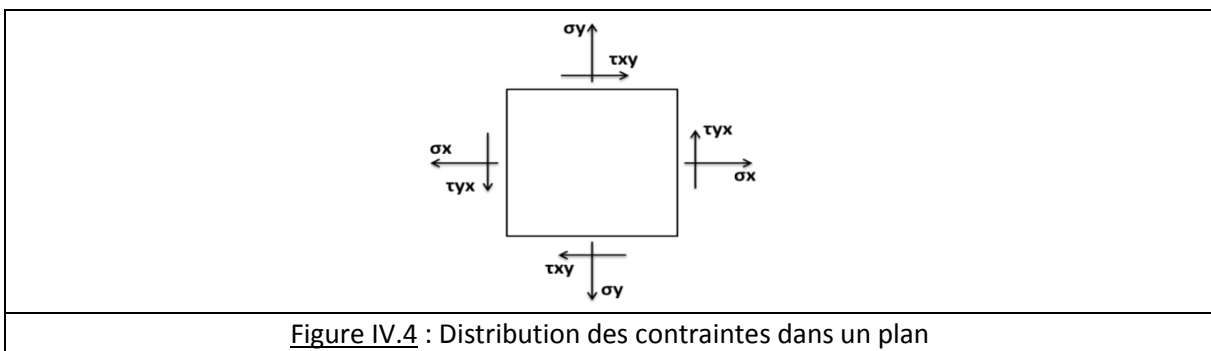 σy
τxy
τyx
σx
σx
τyx
τxy
σy
Figure IV.4 : Distribution des contraintes dans un plan